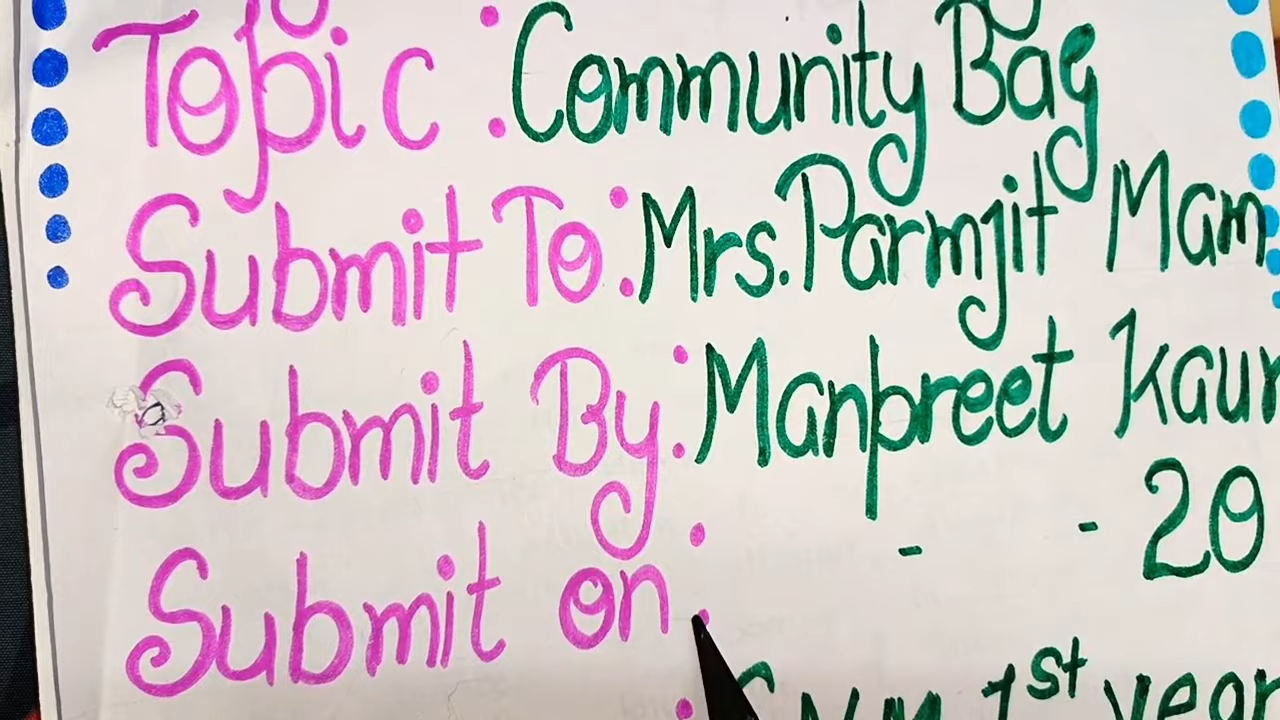 Topic : Community Bag
Submit To : Mrs. Parmjit Mam
Submit By : Manpreet Kaur
Submit on : - - 20
1st year